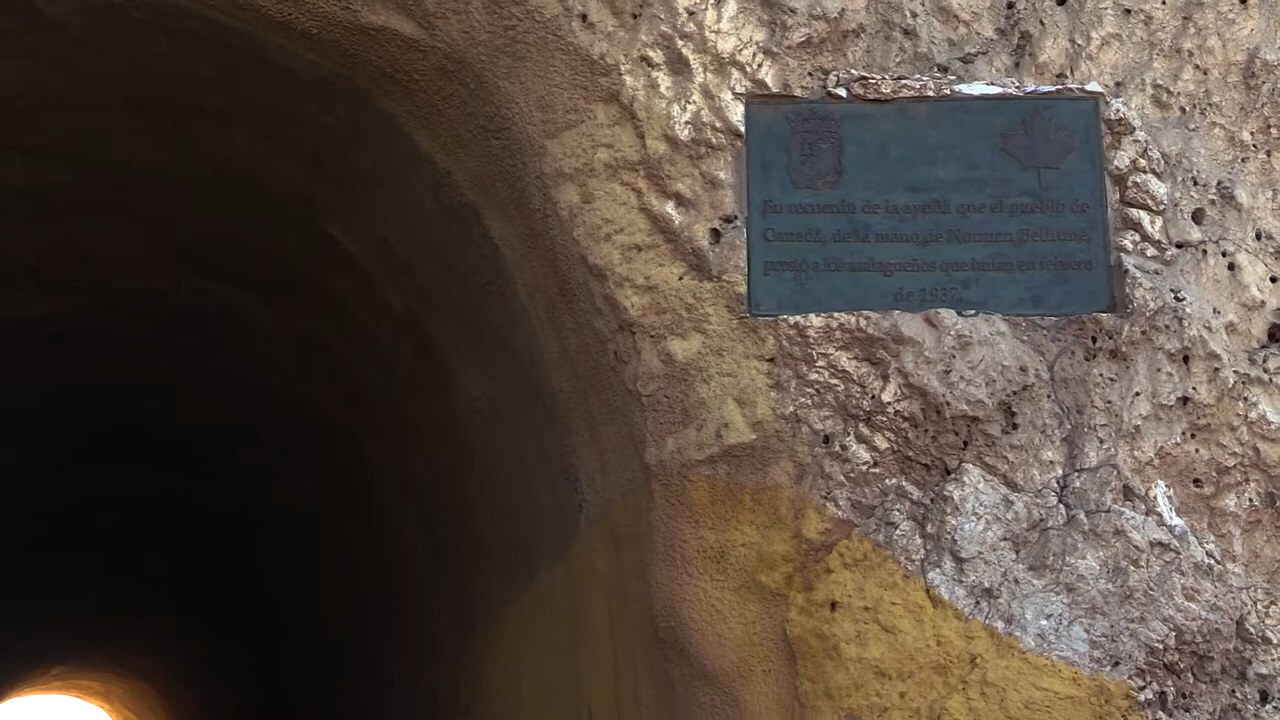 En recuerdo de la ayuda que el pueblo de
Canadá, de la mano de Norman Bethune,
prestó a los malagueños que huían en febrero
de 1937.